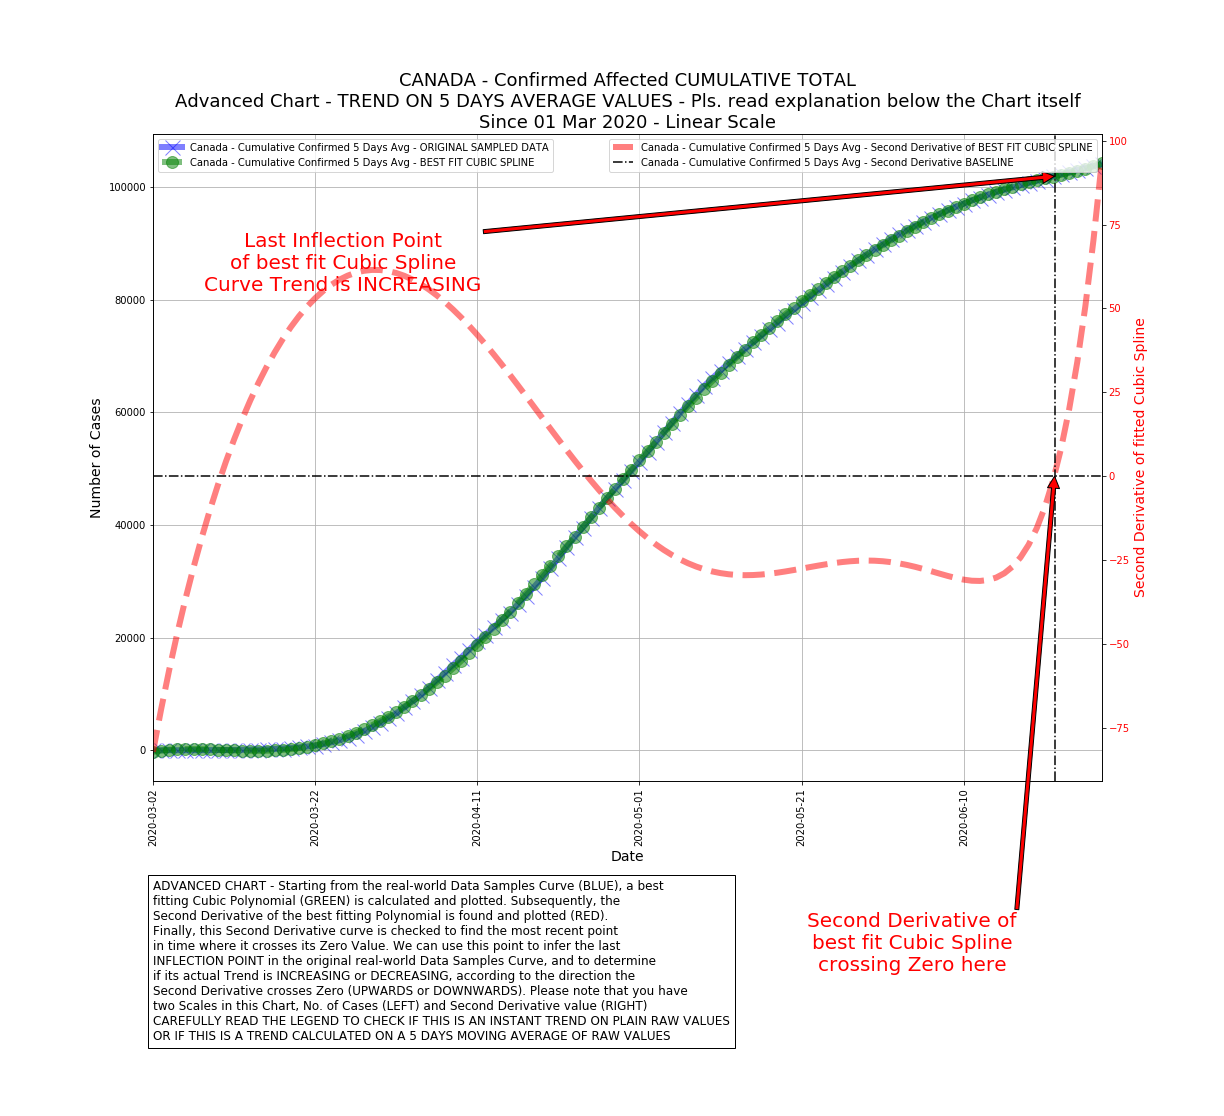 CANADA - Confirmed Affected CUMULATIVE TOTAL
Advanced Chart - TREND ON 5 DAYS AVERAGE VALUES - Pls. read explanation below the Chart itself
Since 01 Mar 2020 - Linear Scale
Canada - Cumulative Confirmed 5 Days Avg - ORIGINAL SAMPLED DATA
Canada - Cumulative Confirmed 5 Days Avg - BEST FIT CUBIC SPLINE
Canada - Cumulative Confirmed 5 Days Avg - Second Derivative of BEST FIT CUBIC SPLINE
Canada - Cumulative Confirmed 5 Days Avg - Second Derivative BASELINE
Last Inflection Point
of best fit Cubic Spline
Curve Trend is INCREASING
Number of Cases
100000
80000
60000
40000
20000
0
100
75
50
25
0
−25
−50
−75
Second Derivative of fitted Cubic Spline
2020-03-02
2020-03-22
2020-04-11
2020-05-01
2020-05-21
2020-06-10
Date
ADVANCED CHART - Starting from the real-world Data Samples Curve (BLUE), a best
fitting Cubic Polynomial (GREEN) is calculated and plotted. Subsequently, the
Second Derivative of the best fitting Polynomial is found and plotted (RED).
Finally, this Second Derivative curve is checked to find the most recent point
in time where it crosses its Zero Value. We can use this point to infer the last
INFLECTION POINT in the original real-world Data Samples Curve, and to determine
if its actual Trend is INCREASING or DECREASING, according to the direction the
Second Derivative crosses Zero (UPWARDS or DOWNWARDS). Please note that you have
two Scales in this Chart, No. of Cases (LEFT) and Second Derivative value (RIGHT)
CAREFULLY READ THE LEGEND TO CHECK IF THIS IS AN INSTANT TREND ON PLAIN RAW VALUES
OR IF THIS IS A TREND CALCULATED ON A 5 DAYS MOVING AVERAGE OF RAW VALUES
Second Derivative of
best fit Cubic Spline
crossing Zero here